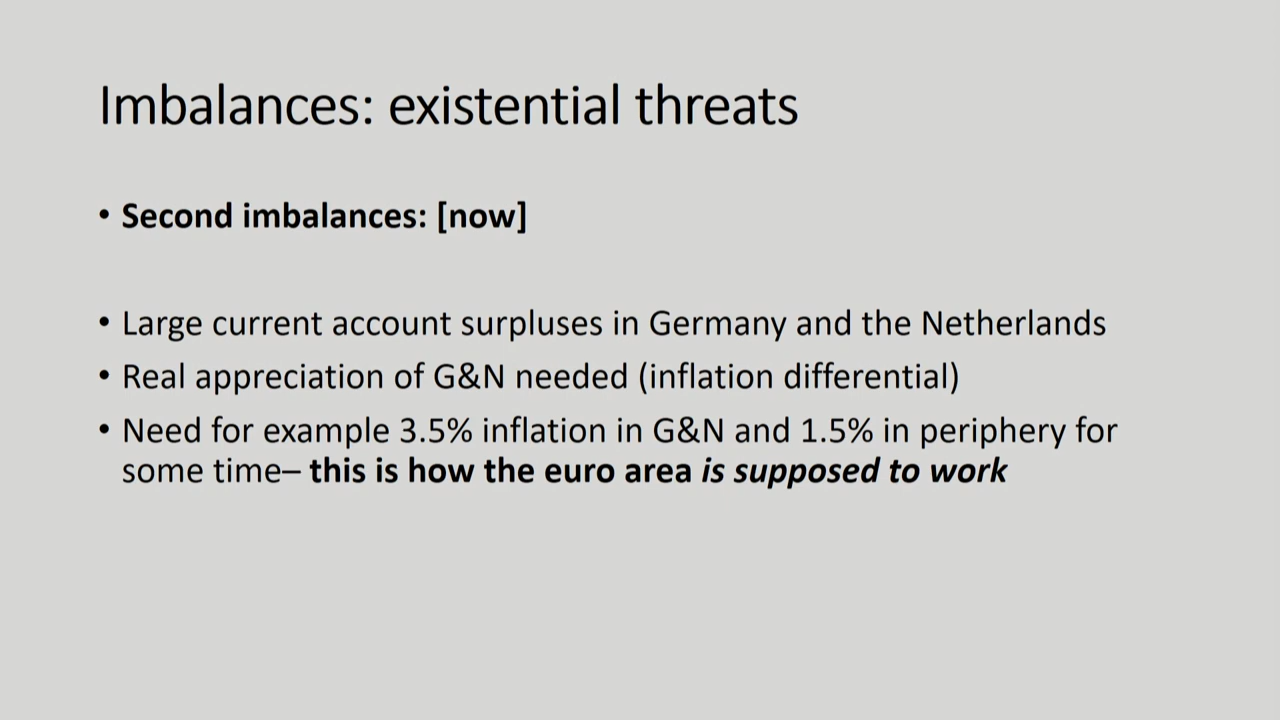 Imbalances: existential threats
• Second imbalances: [now]
• Large current account surpluses in Germany and the Netherlands
• Real appreciation of G&N needed (inflation differential)
• Need for example 3.5% inflation in G&N and 1.5% in periphery for
some time– this is how the euro area is supposed to work